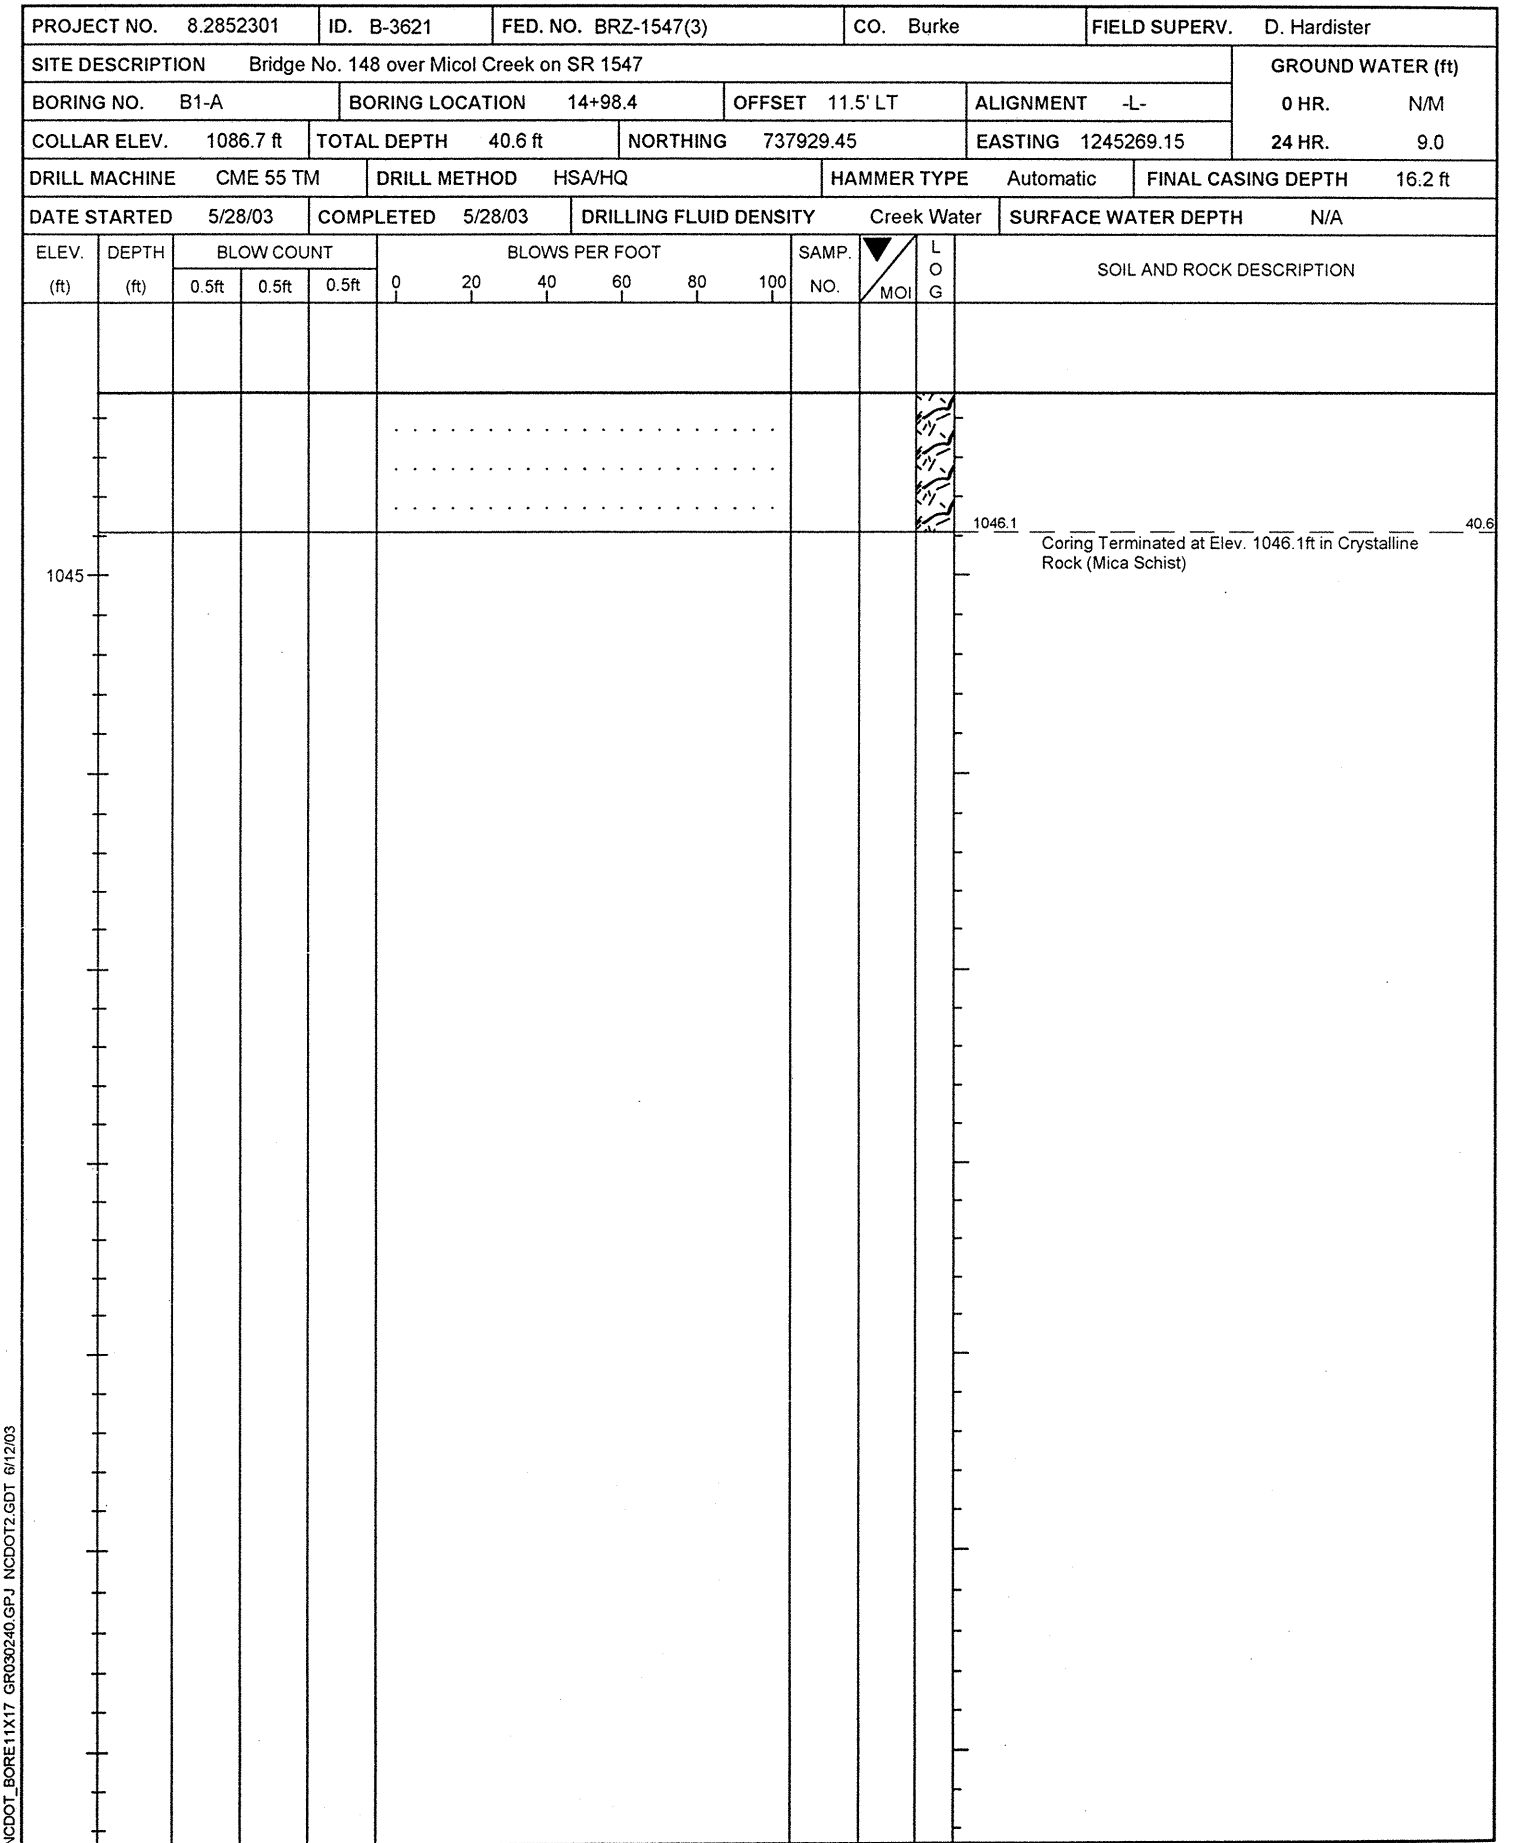 PROJECT NO. 8.2852301 ID. B-3621 FED. NO. BRZ-1547(3) CO. Burke FIELD SUPERV. D. Hardister
SITE DESCRIPTION Bridge No. 148 over Micol Creek on SR 1547 GROUND WATER (ft)
BORING NO. B1-A BORING LOCATION 14+98.4 OFFSET 11.5' LT ALIGNMENT -L- 0 HR. N/M
COLLAR ELEV. 1086.7 ft TOTAL DEPTH 40.6 ft NORTHING 737929.45 EASTING 1245269.15 24 HR. 9.0
DRILL MACHINE CME 55 TM DRILL METHOD HSA/HQ HAMMER TYPE Automatic FINAL CASING DEPTH 16.2 ft
DATE STARTED 5/28/03 COMPLETED 5/28/03 DRILLING FLUID DENSITY Creek Water SURFACE WATER DEPTH N/A
ELEV. DEPTH BLOW COUNT BLOWS PER FOOT SAMP. LOG SOIL AND ROCK DESCRIPTION
(ft) (ft) 0.5ft 0.5ft 0.5ft 0 20 40 60 80 100 NO. MOI
1046.1 40.6
Coring Terminated at Elev. 1046.1ft in Crystalline
Rock (Mica Schist)
1045
NCDOT_BORE11X17 GR030240.GPJ NCDOT2.GDT 6/12/03